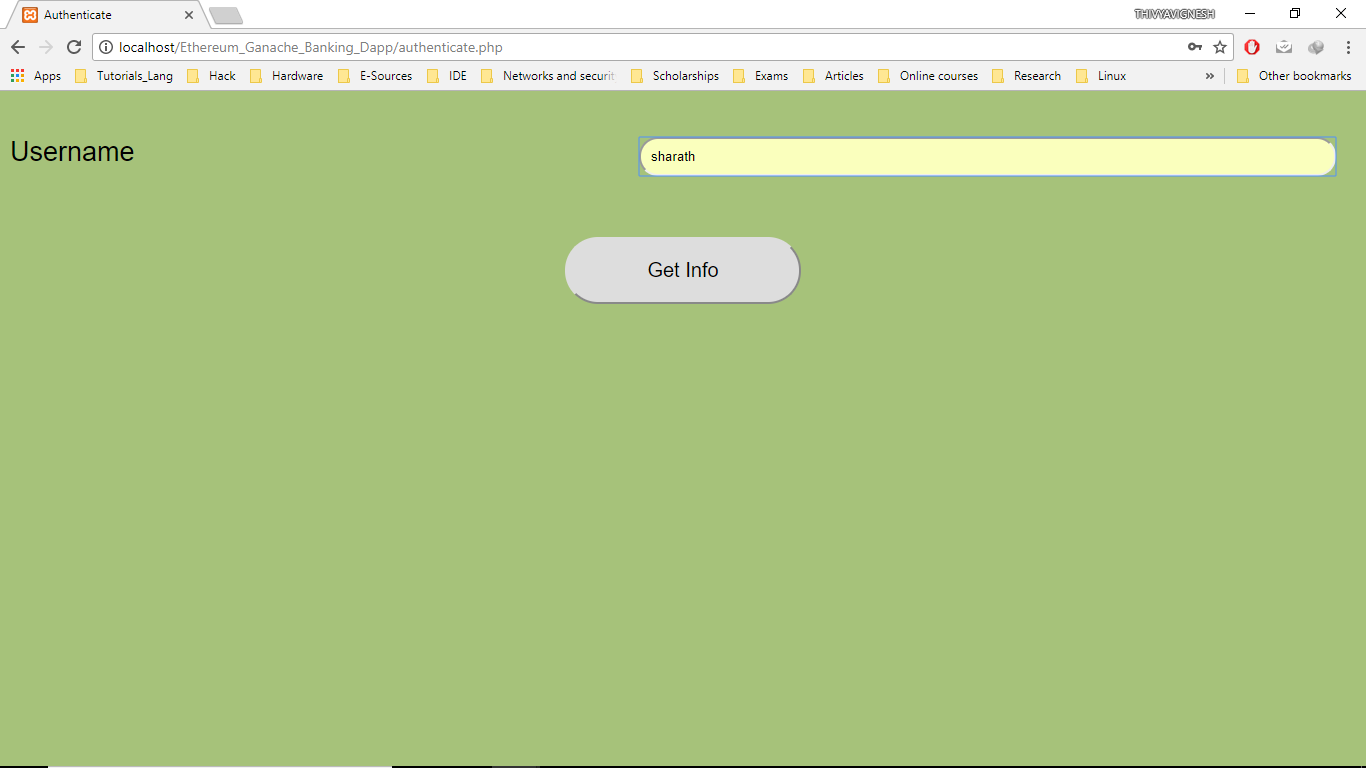 Authenticate
THIVYAVIGNESH
localhost/Ethereum_Ganache_Banking_Dapp/authenticate.php
Apps Tutorials_Lang Hack Hardware E-Sources IDE Networks and securit Scholarships Exams Articles Online courses Research Linux » Other bookmarks
Username sharath
Get Info